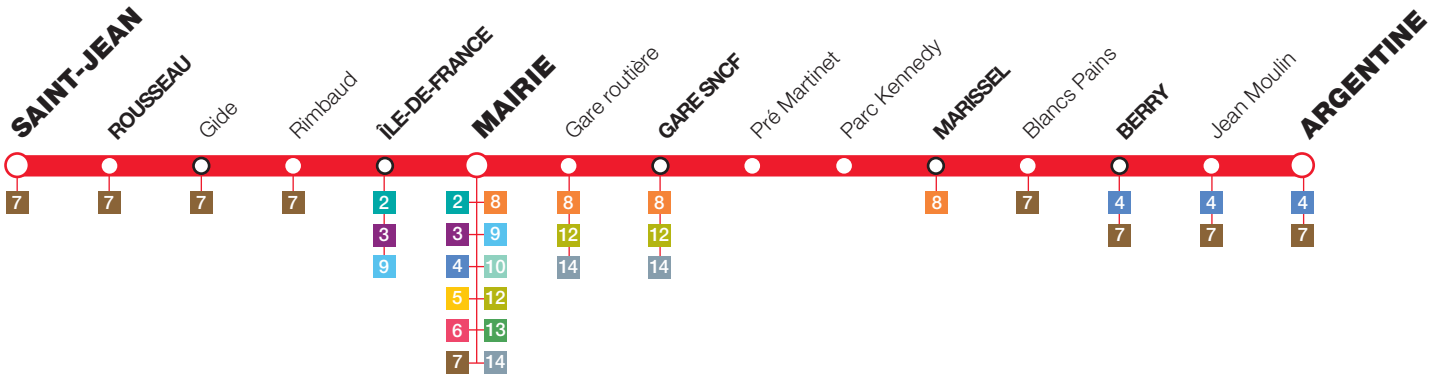 SAINT-JEAN
ROUSSEAU
Gide
Rimbaud
ÎLE-DE-FRANCE
MAIRIE
Gare routière
GARE SNCF
Pré Martinet
Parc Kennedy
MARISSEL
Blancs Pains
BERRY
Jean Moulin
ARGENTINE
7 7 7 7 2 2 8 8 8 8 7 4 4 4
3 3 9 12 12 7 7 7
9 4 10 14 14
5 12
6 13
7 14